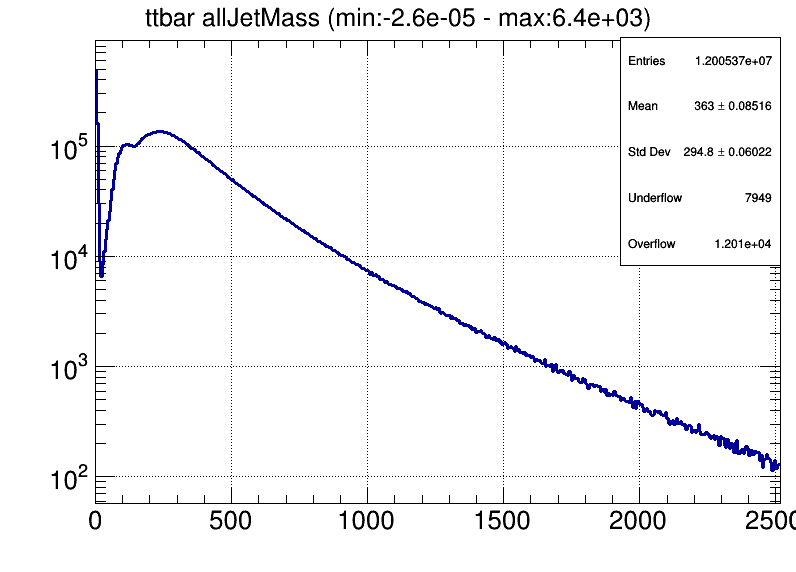 ttbar allJetMass (min:-2.6e-05 - max:6.4e+03)
Entries 1.200537e+07
Mean 363 ± 0.08516
Std Dev 294.8 ± 0.06022
Underflow 7949
Overflow 1.201e+04
10^5
10^4
10^3
10^2
0 500 1000 1500 2000 2500